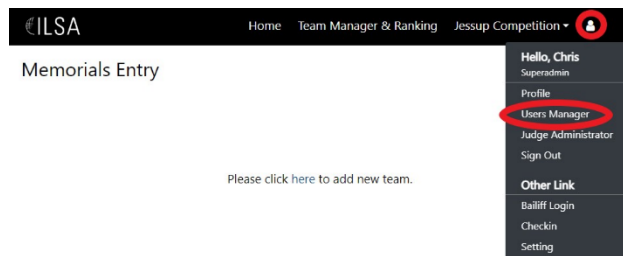 ILSA Home Team Manager & Ranking Jessup Competition
Memorials Entry
Please click here to add new team.
Hello, Chris
Superadmin
Profile
Users Manager
Judge Administrator
Sign Out
Other Link
Bailiff Login
Checkin
Setting